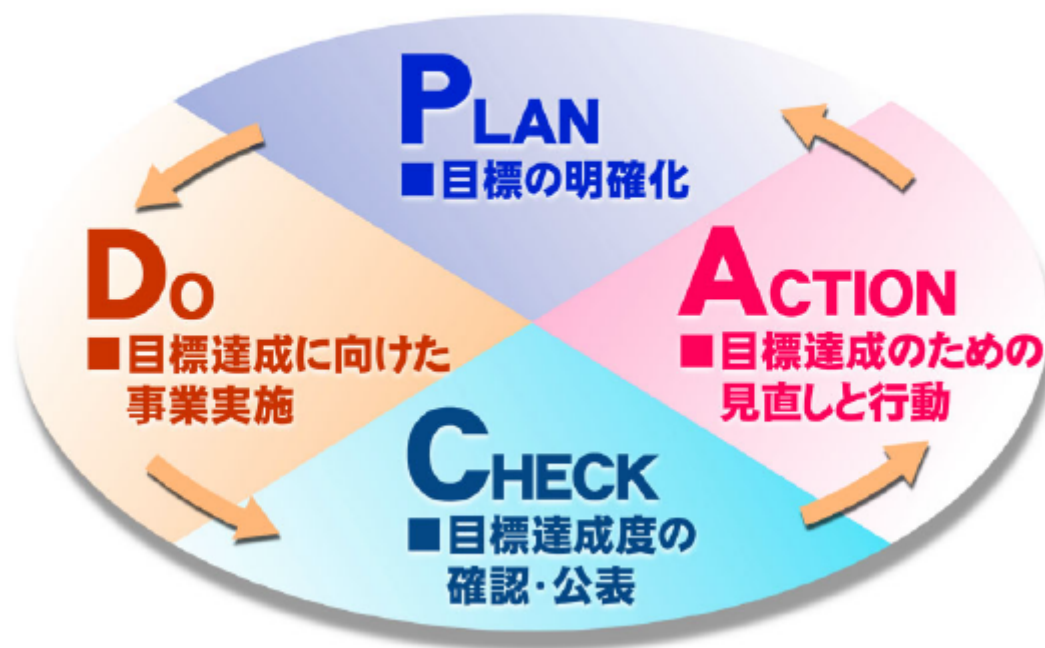 PLAN
■目標の明確化
DO
■目標達成に向けた
事業実施
ACTION
■目標達成のための
見直しと行動
CHECK
■目標達成度の
確認・公表